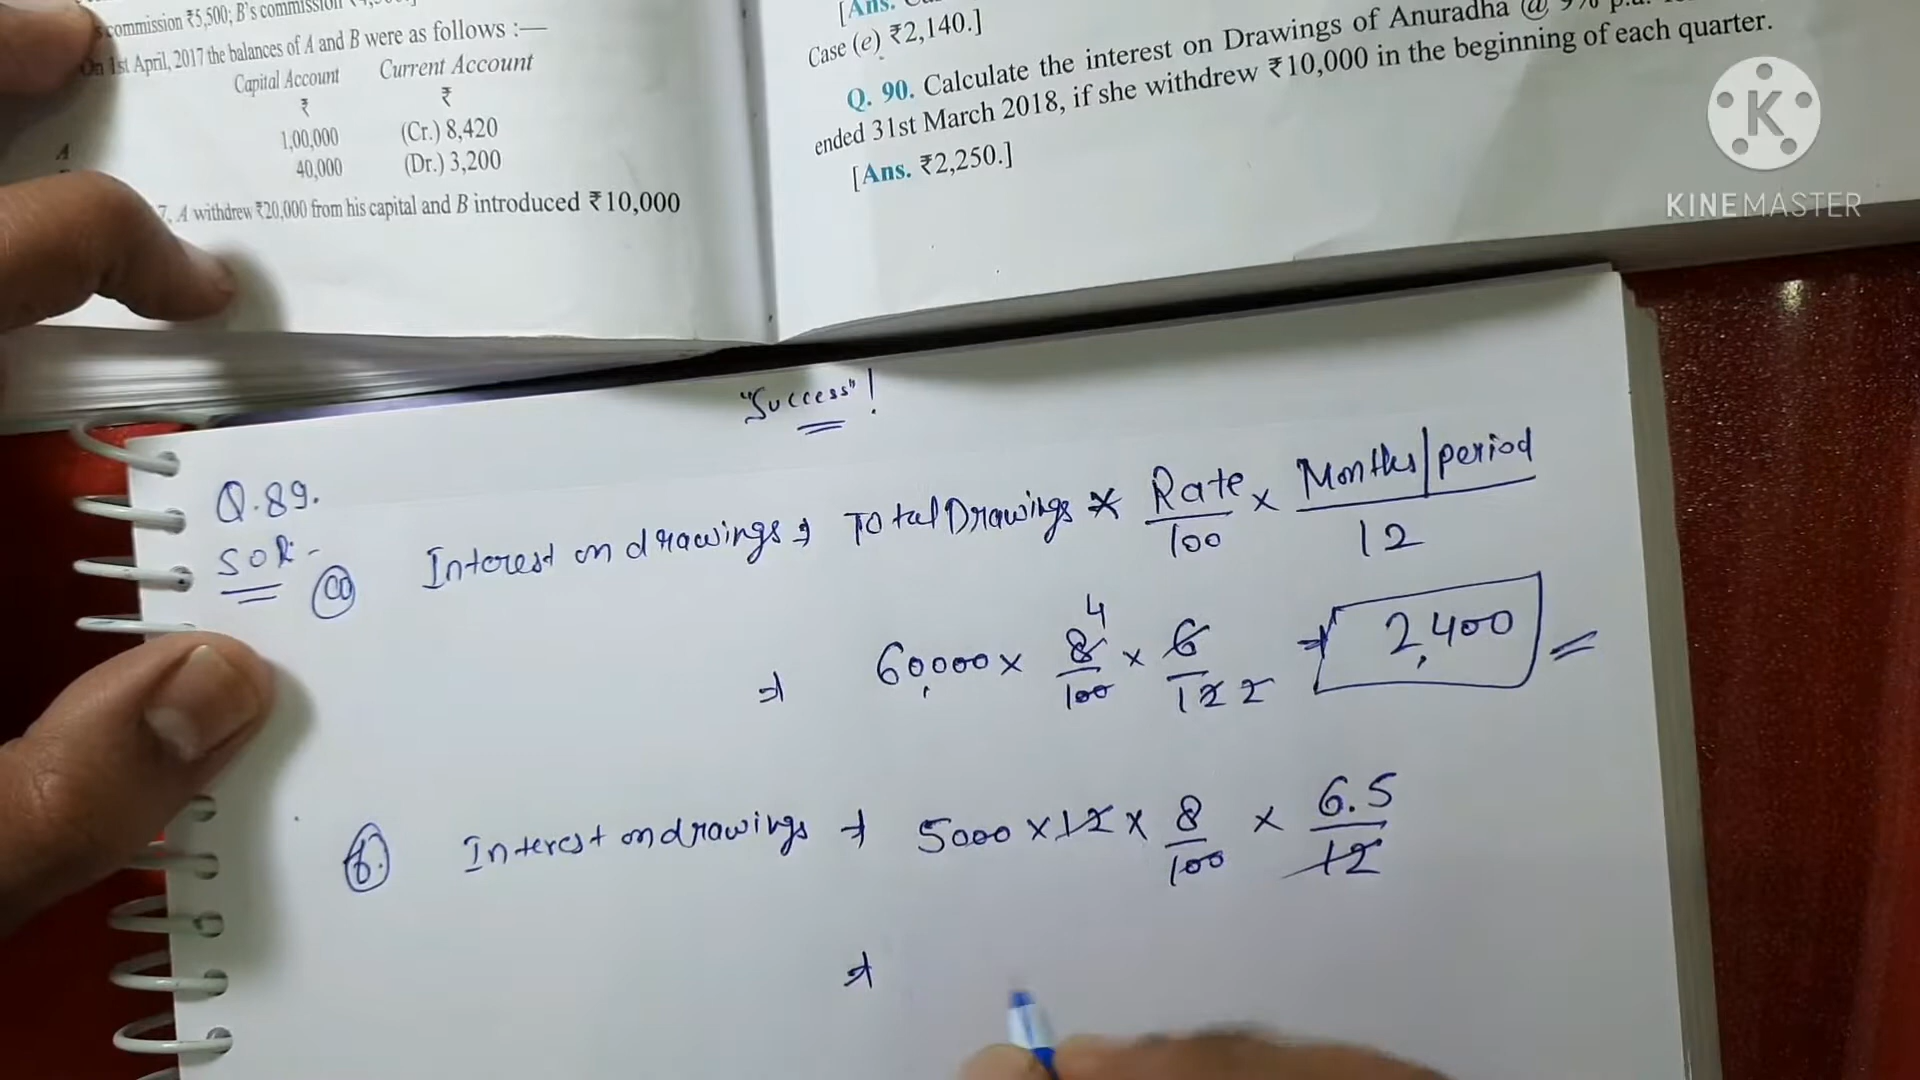 commission ₹5,500; B's commission
On 1st April, 2017 the balances of A and B were as follows :—
Capital Account Current Account
₹ ₹
A 1,00,000 (Cr.) 8,420
40,000 (Dr.) 3,200
7, A withdrew ₹20,000 from his capital and B introduced ₹10,000
[Ans.
Case (e) ₹2,140.]
Q. 90. Calculate the interest on Drawings of Anuradha @ 9% p.a.
ended 31st March 2018, if she withdrew ₹10,000 in the beginning of each quarter.
[Ans. ₹2,250.]
K
KINEMASTER
"Success"!
Q.89.
Sol:-
(a) Interest on drawings → Total Drawings × Rate/100 × Months/period/12
⇒ 60,000 × 8/100 4 × 6/12 2 → 2,400
(b.) Interest on drawings → 5000 × 12 × 8/100 × 6.5/12
→